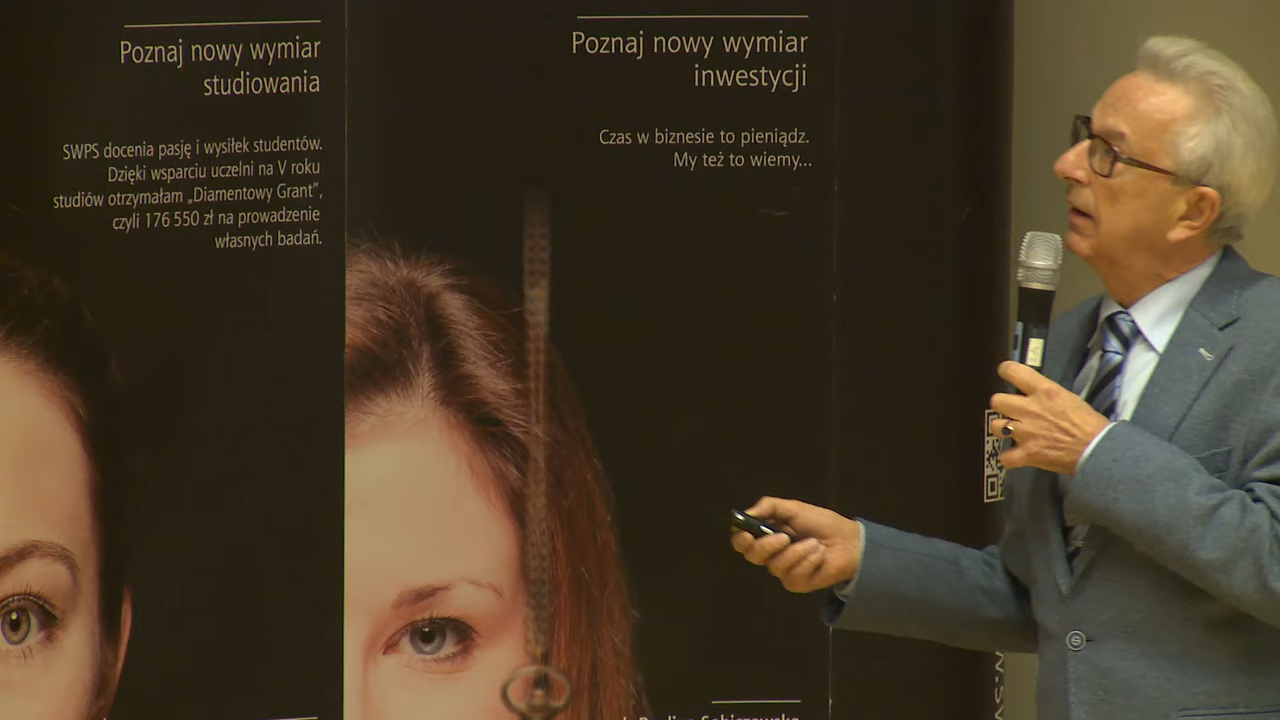 Poznaj nowy wymiar
studiowania
SWPS docenia pasję i wysiłek studentów.
Dzięki wsparciu uczelni na V roku
studiów otrzymałam „Diamentowy Grant”,
czyli 176 550 zł na prowadzenie
własnych badań.
Poznaj nowy wymiar
inwestycji
Czas w biznesie to pieniądz.
My też to wiemy...